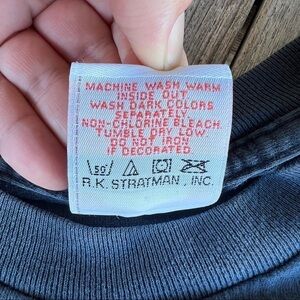 MACHINE WASH WARM
INSIDE OUT
WASH DARK COLORS
SEPARATELY
NON-CHLORINE BLEACH
TUMBLE DRY LOW
DO NOT IRON
IF DECORATED
50°
R.K. STRATMAN, INC.